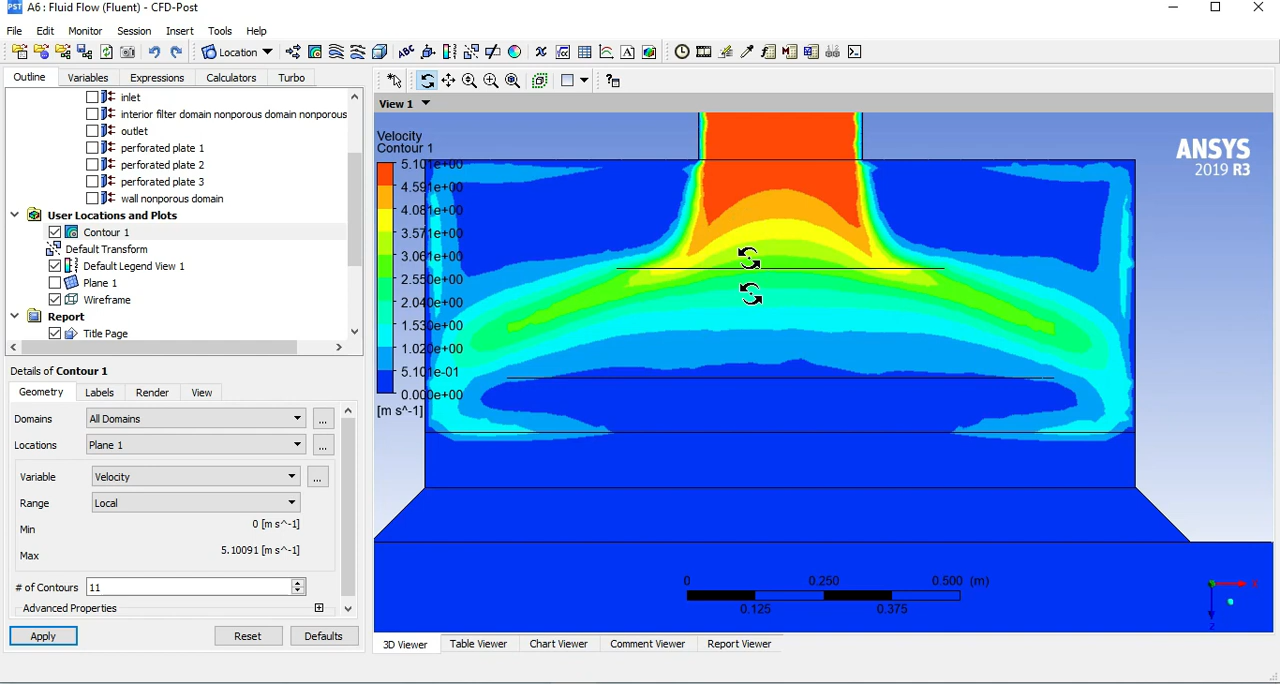 PST A6 : Fluid Flow (Fluent) - CFD-Post
File Edit Monitor Session Insert Tools Help
Location
Outline Variables Expressions Calculators Turbo
inlet
interior filter domain nonporous domain nonporous
outlet
perforated plate 1
perforated plate 2
perforated plate 3
wall nonporous domain
User Locations and Plots
Contour 1
Default Transform
Default Legend View 1
Plane 1
Wireframe
Report
Title Page
Details of Contour 1
Geometry Labels Render View
Domains All Domains ...
Locations Plane 1 ...
Variable Velocity ...
Range Local
Min 0 [m s^-1]
Max 5.10091 [m s^-1]
# of Contours 11
Advanced Properties
Apply Reset Defaults
View 1
Velocity
Contour 1
5.101e+00
4.591e+00
4.081e+00
3.571e+00
3.061e+00
2.550e+00
2.040e+00
1.530e+00
1.020e+00
5.101e-01
0.000e+00
[m s^-1]
ANSYS
2019 R3
0 0.250 0.500 (m)
0.125 0.375
X
Z
3D Viewer Table Viewer Chart Viewer Comment Viewer Report Viewer